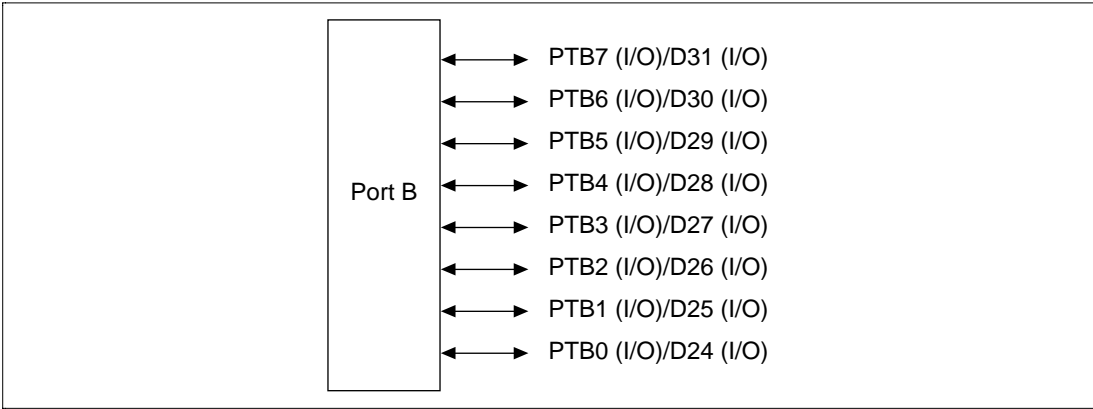 PTB7 (I/O)/D31 (I/O)
PTB6 (I/O)/D30 (I/O)
PTB5 (I/O)/D29 (I/O)
PTB4 (I/O)/D28 (I/O)
Port B
PTB3 (I/O)/D27 (I/O)
PTB2 (I/O)/D26 (I/O)
PTB1 (I/O)/D25 (I/O)
PTB0 (I/O)/D24 (I/O)